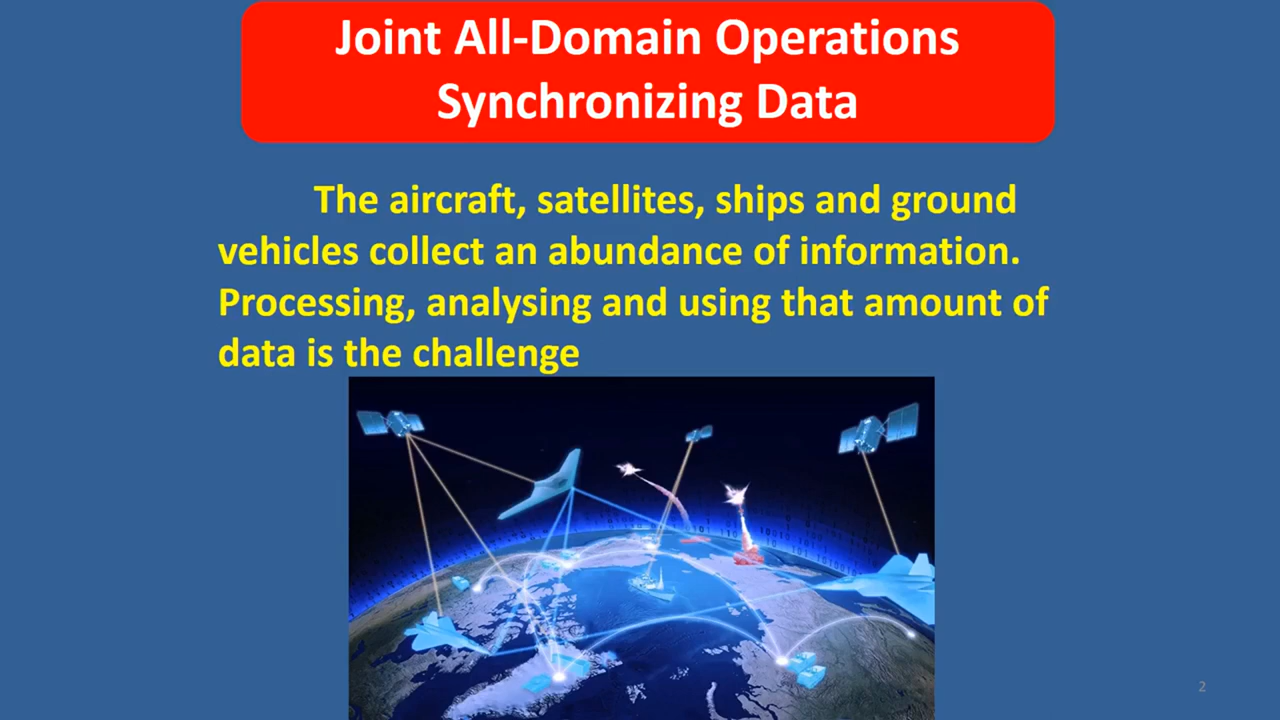 Joint All-Domain Operations
Synchronizing Data
The aircraft, satellites, ships and ground
vehicles collect an abundance of information.
Processing, analysing and using that amount of
data is the challenge
2